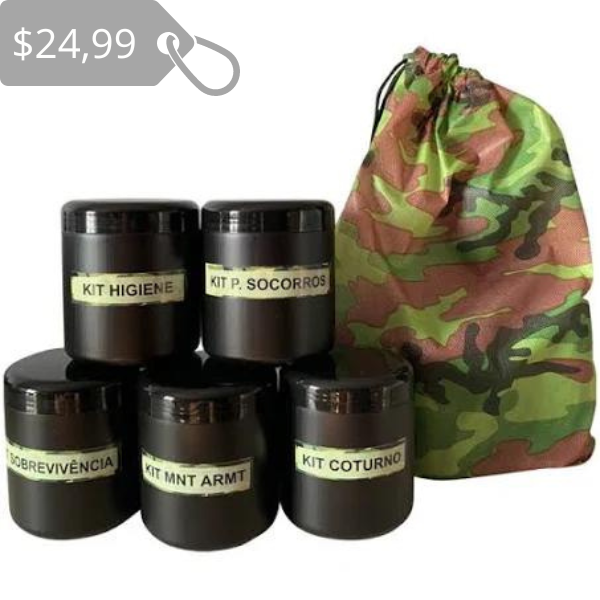 $24,99
KIT HIGIENE
KIT P. SOCORROS
SOBREVIVÊNCIA
KIT MNT ARMT
KIT COTURNO